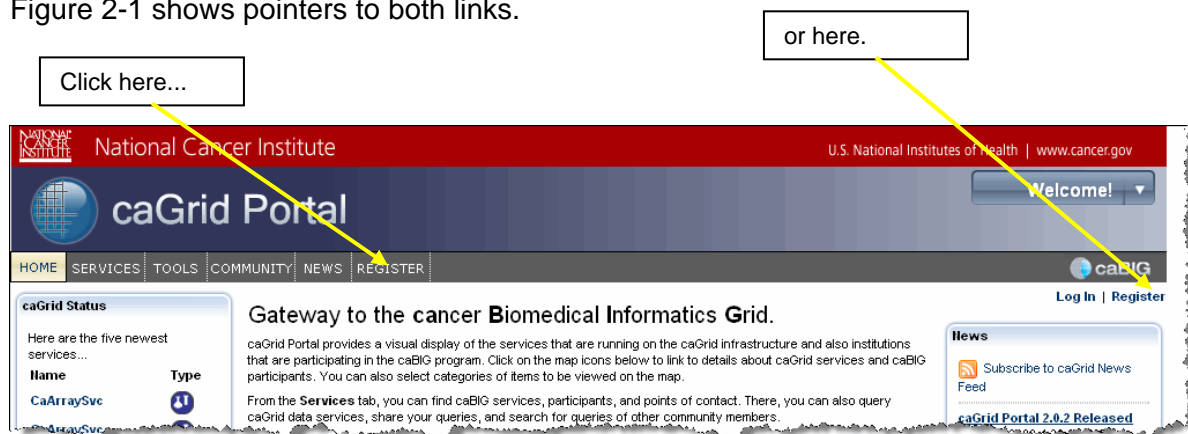 Figure 2-1 shows pointers to both links.
or here.
Click here...
NATIONAL CANCER INSTITUTE
National Cancer Institute
U.S. National Institutes of Health | www.cancer.gov
caGrid Portal
Welcome!
HOME SERVICES TOOLS COMMUNITY NEWS REGISTER
caBIG
Log In | Register
caGrid Status
Here are the five newest
services...
Name Type
CaArraySvc
CaArraySvc
Gateway to the cancer Biomedical Informatics Grid.
caGrid Portal provides a visual display of the services that are running on the caGrid infrastructure and also institutions
that are participating in the caBIG program. Click on the map icons below to link to details about caGrid services and caBIG
participants. You can also select categories of items to be viewed on the map.
From the Services tab, you can find caBIG services, participants, and points of contact. There, you can also query
caGrid data services, share your queries, and search for queries of other community members.
News
Subscribe to caGrid News
Feed
caGrid Portal 2.0.2 Released